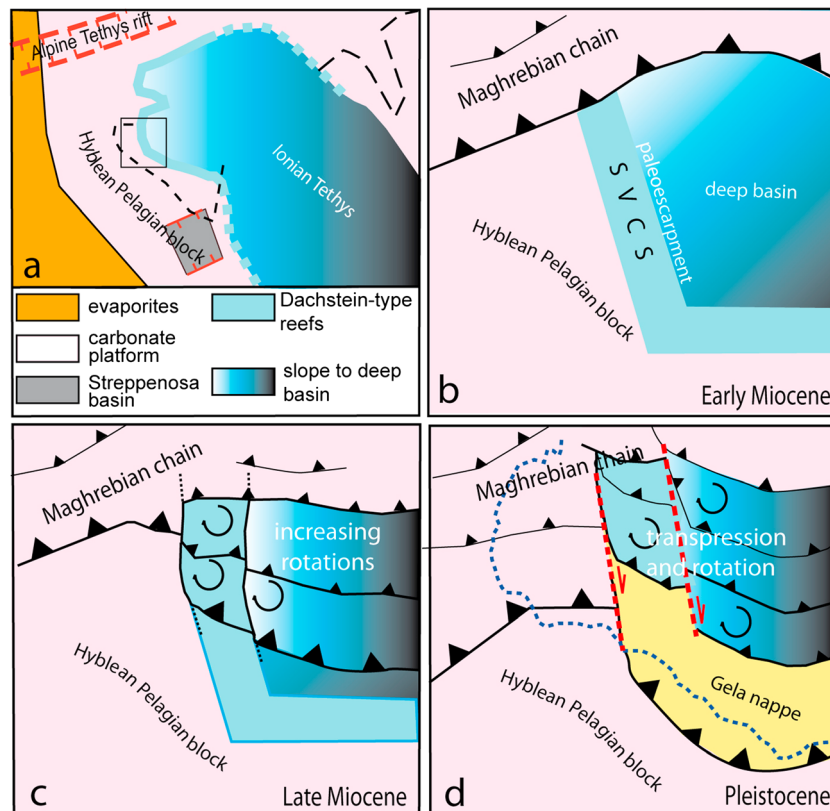 Alpine Tethys rift
Ionian Tethys
Hyblean Pelagian block
a
evaporites
Dachstein-type
reefs
carbonate
platform
Streppenosa
basin
slope to deep
basin
Maghrebian chain
paleoescarpment
SVCS
deep basin
Hyblean Pelagian block
b
Early Miocene
Maghrebian chain
increasing
rotations
Hyblean Pelagian block
c
Late Miocene
Maghrebian chain
transpression
and rotation
Gela nappe
Hyblean Pelagian block
d
Pleistocene